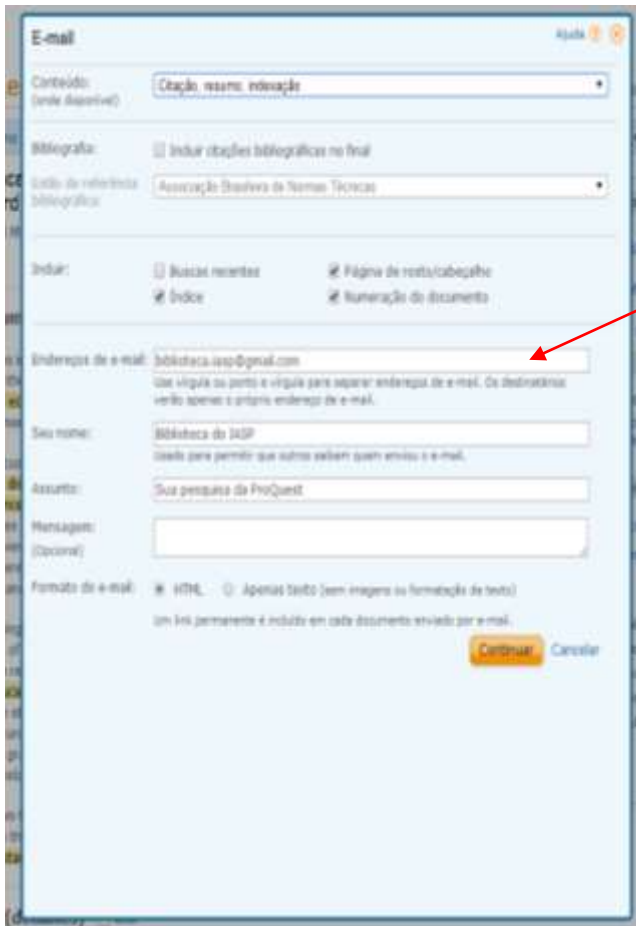 E-mail
Ajuda
Conteúdo: Citação, resumo, indexação
(onde disponível)
Bibliografia: Incluir citações bibliográficas no final
Estilo de referência bibliográfica: Associação Brasileira de Normas Técnicas
Incluir: Buscas recentes Página de rosto/cabeçalho
Índice Numeração do documento
Endereços de e-mail: biblioteca.iasp@gmail.com
Use vírgula ou ponto e vírgula para separar endereços de e-mail. Os destinatários
verão apenas o próprio endereço de e-mail.
Seu nome: Biblioteca do IASP
Usado para permitir que outros saibam quem enviou o e-mail.
Assunto: Sua pesquisa da ProQuest
Mensagem:
(Opcional)
Formato do e-mail: HTML Apenas texto (sem imagens ou formatação de texto)
Um link permanente é incluído em cada documento enviado por e-mail.
Continuar Cancelar